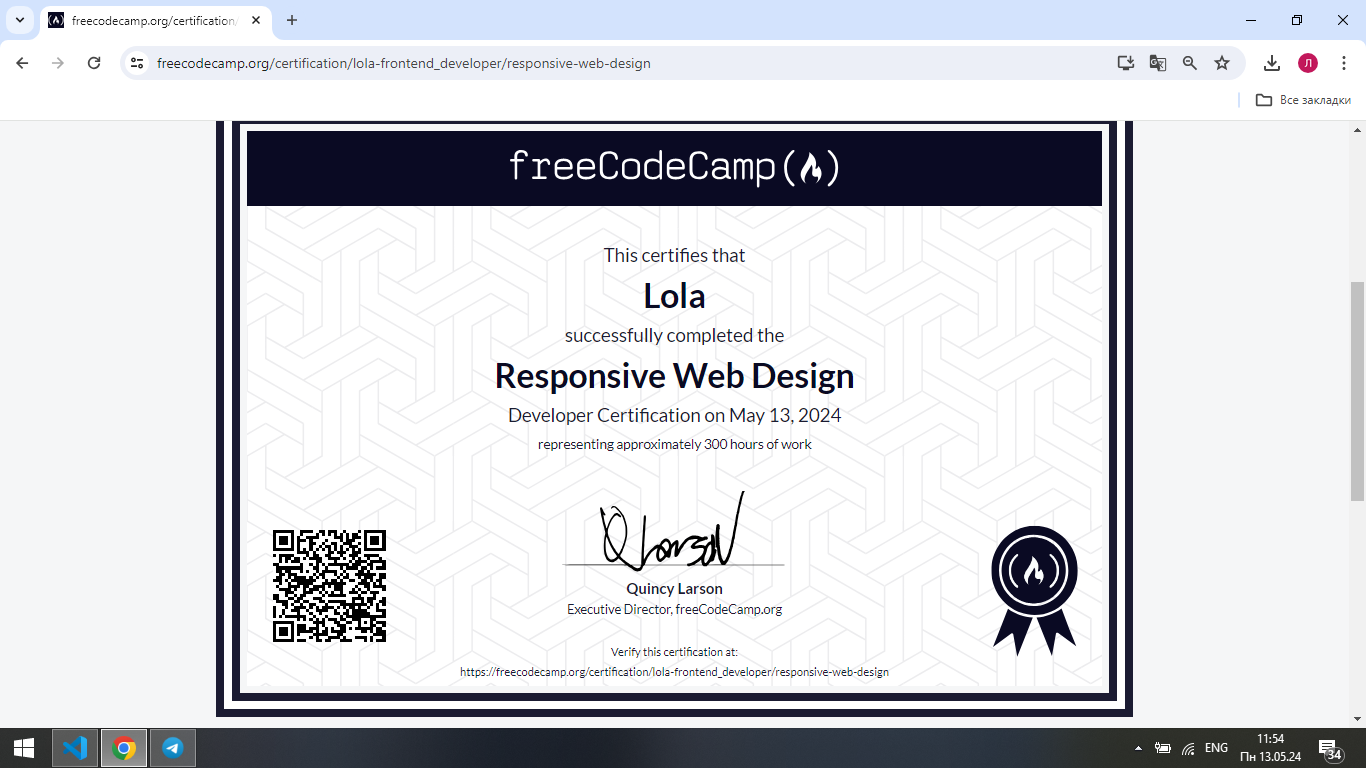 freecodecamp.org/certification/
freecodecamp.org/certification/lola-frontend_developer/responsive-web-design
Л
Все закладки
freeCodeCamp
This certifies that
Lola
successfully completed the
Responsive Web Design
Developer Certification on May 13, 2024
representing approximately 300 hours of work
Quincy Larson
Executive Director, freeCodeCamp.org
Verify this certification at:
https://freecodecamp.org/certification/lola-frontend_developer/responsive-web-design
ENG
11:54
Пн 13.05.24
34